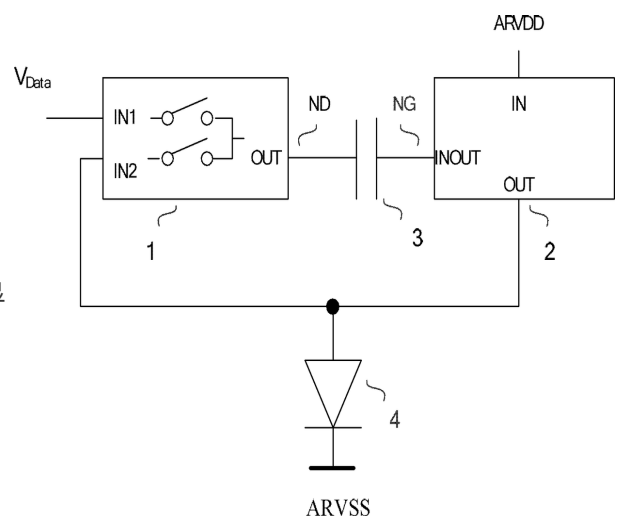 ARVDD
VData
IN1
IN2
OUT
ND
NG
IN
INOUT
OUT
1
3
2
4
ARVSS